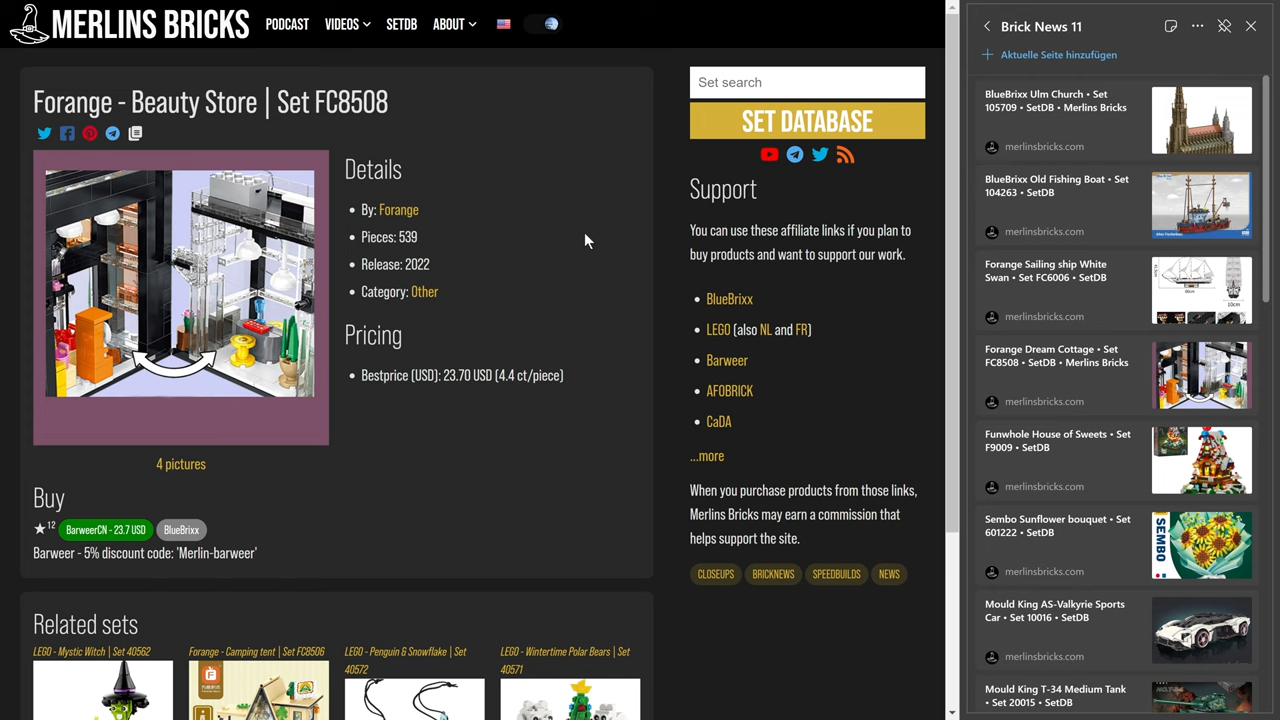 MERLINS BRICKS
PODCAST
VIDEOS
SETDB
ABOUT
Forange - Beauty Store | Set FC8508
4 pictures
Details
By: Forange
Pieces: 539
Release: 2022
Category: Other
Pricing
Bestprice (USD): 23.70 USD (4.4 ct/piece)
Buy
★12 BarweerCN - 23.7 USD BlueBrixx
Barweer - 5% discount code: 'Merlin-barweer'
Related sets
LEGO - Mystic Witch | Set 40562
Forange - Camping tent | Set FC8506
LEGO - Penguin & Snowflake | Set
40572
LEGO - Wintertime Polar Bears | Set
40571
Set search
SET DATABASE
Support
You can use these affiliate links if you plan to
buy products and want to support our work.
BlueBrixx
LEGO (also NL and FR)
Barweer
AFOBRICK
CaDA
...more
When you purchase products from those links,
Merlins Bricks may earn a commission that
helps support the site.
CLOSEUPS
BRICKNEWS
SPEEDBUILDS
NEWS
Brick News 11
Aktuelle Seite hinzufügen
BlueBrixx Ulm Church • Set
105709 • SetDB • Merlins Bricks
merlinsbricks.com
BlueBrixx Old Fishing Boat • Set
104263 • SetDB
merlinsbricks.com
Forange Sailing ship White
Swan • Set FC6006 • SetDB
merlinsbricks.com
10cm
Forange Dream Cottage • Set
FC8508 • SetDB • Merlins Bricks
merlinsbricks.com
Funwhole House of Sweets • Set
F9009 • SetDB
merlinsbricks.com
Sembo Sunflower bouquet • Set
601222 • SetDB
merlinsbricks.com
SEMBO
Mould King AS-Valkyrie Sports
Car • Set 10016 • SetDB
merlinsbricks.com
Mould King T-34 Medium Tank
• Set 20015 • SetDB